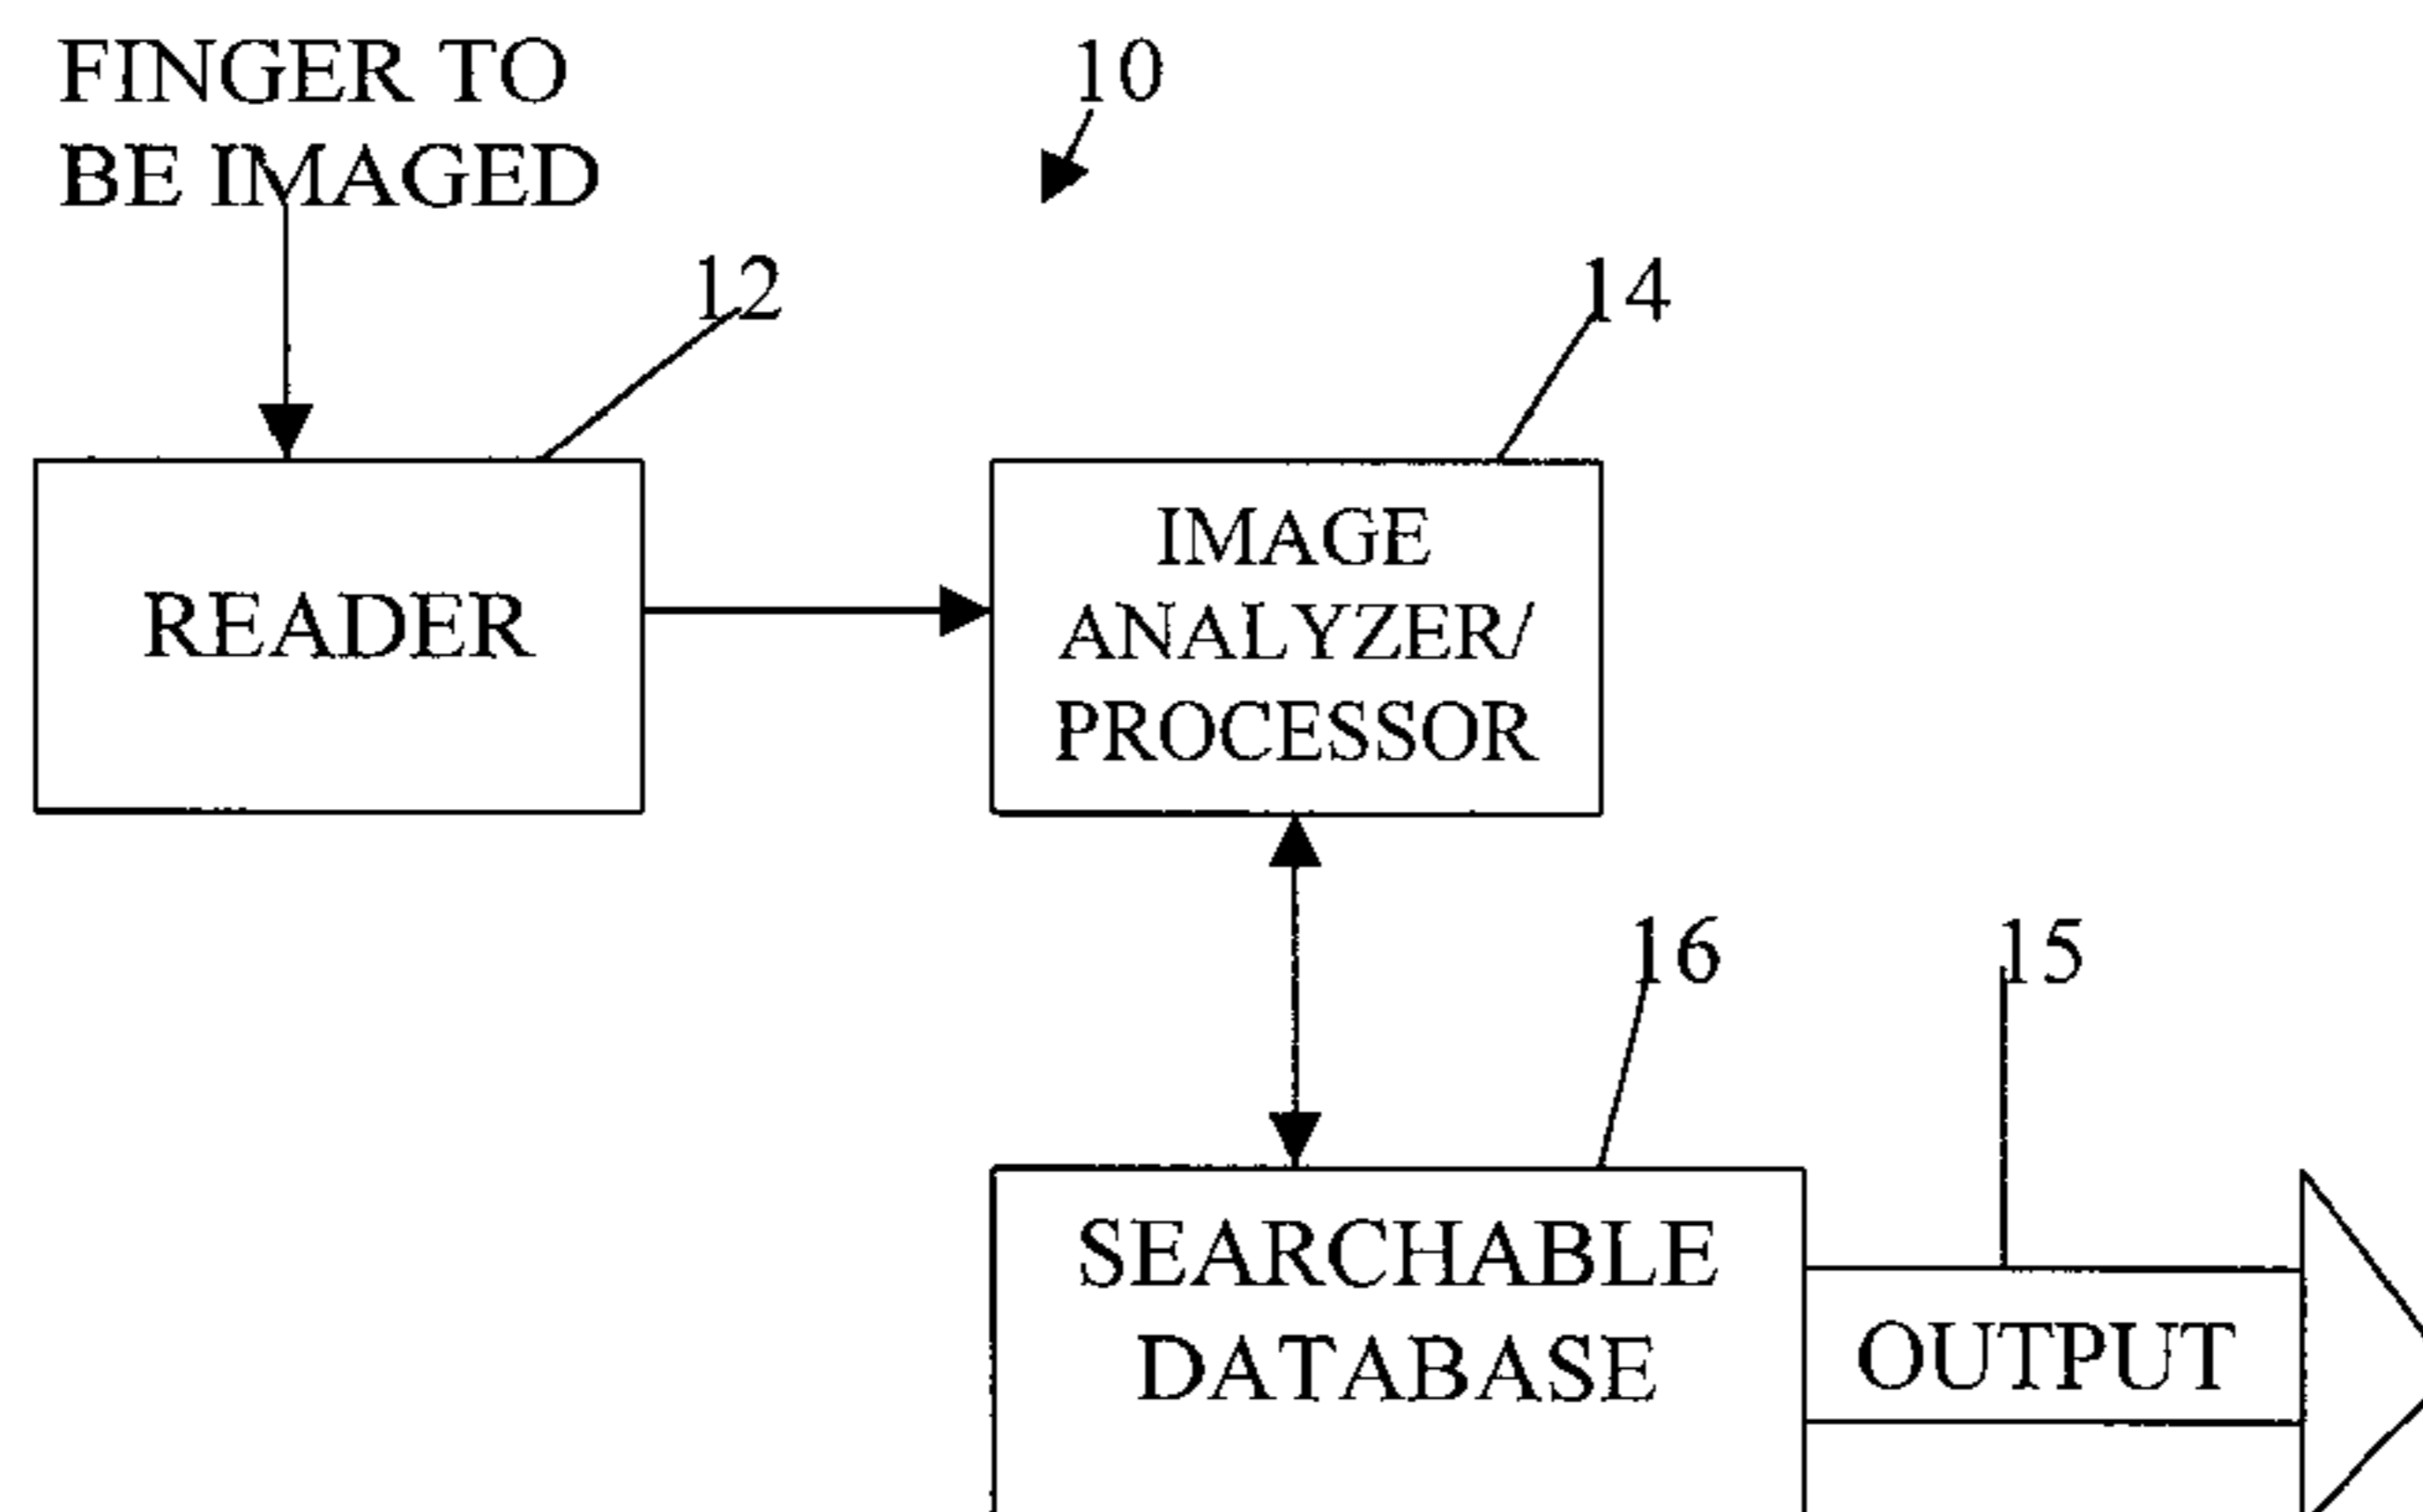 FINGER TO
BE IMAGED
10
12
14
READER
IMAGE
ANALYZER/
PROCESSOR
16
15
SEARCHABLE
DATABASE
OUTPUT